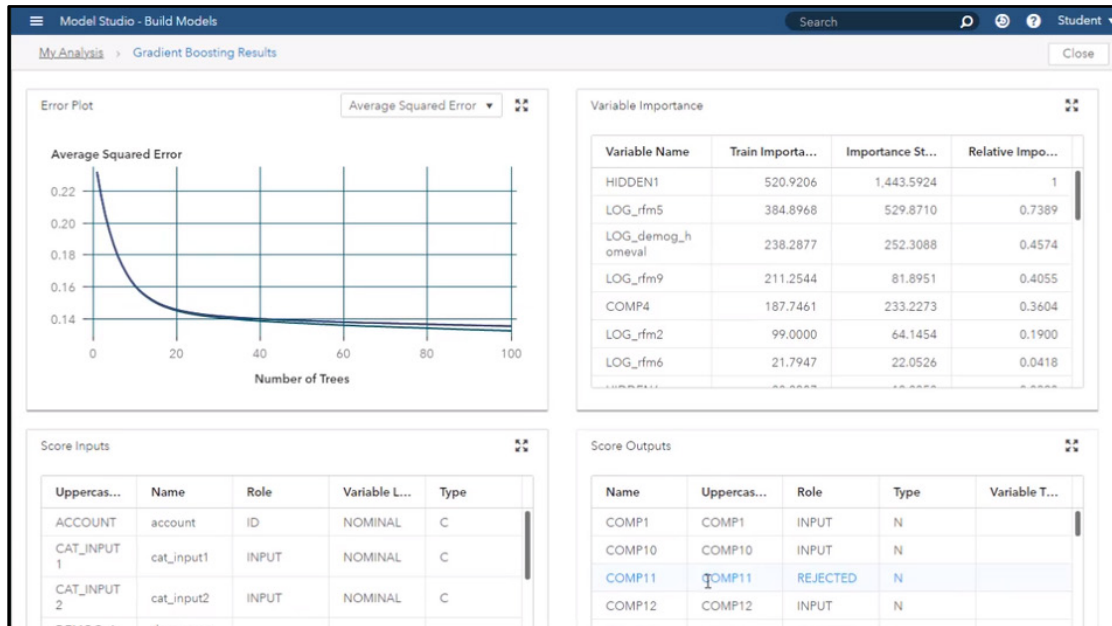 Model Studio - Build Models
Search
Student
My Analysis > Gradient Boosting Results
Close
Error Plot
Average Squared Error
Average Squared Error
0.22
0.20
0.18
0.16
0.14
0 20 40 60 80 100
Number of Trees
Variable Importance
Variable Name Train Importa... Importance St... Relative Impo...
HIDDEN1 520.9206 1,443.5924 1
LOG_rfm5 384.8968 529.8710 0.7389
LOG_demog_h
omeval 238.2877 252.3088 0.4574
LOG_rfm9 211.2544 81.8951 0.4055
COMP4 187.7461 233.2273 0.3604
LOG_rfm2 99.0000 64.1454 0.1900
LOG_rfm6 21.7947 22.0526 0.0418
Score Inputs
Uppercas... Name Role Variable L... Type
ACCOUNT account ID NOMINAL C
CAT_INPUT
1 cat_input1 INPUT NOMINAL C
CAT_INPUT
2 cat_input2 INPUT NOMINAL C
Score Outputs
Name Uppercas... Role Type Variable T...
COMP1 COMP1 INPUT N
COMP10 COMP10 INPUT N
COMP11 COMP11 REJECTED N
COMP12 COMP12 INPUT N